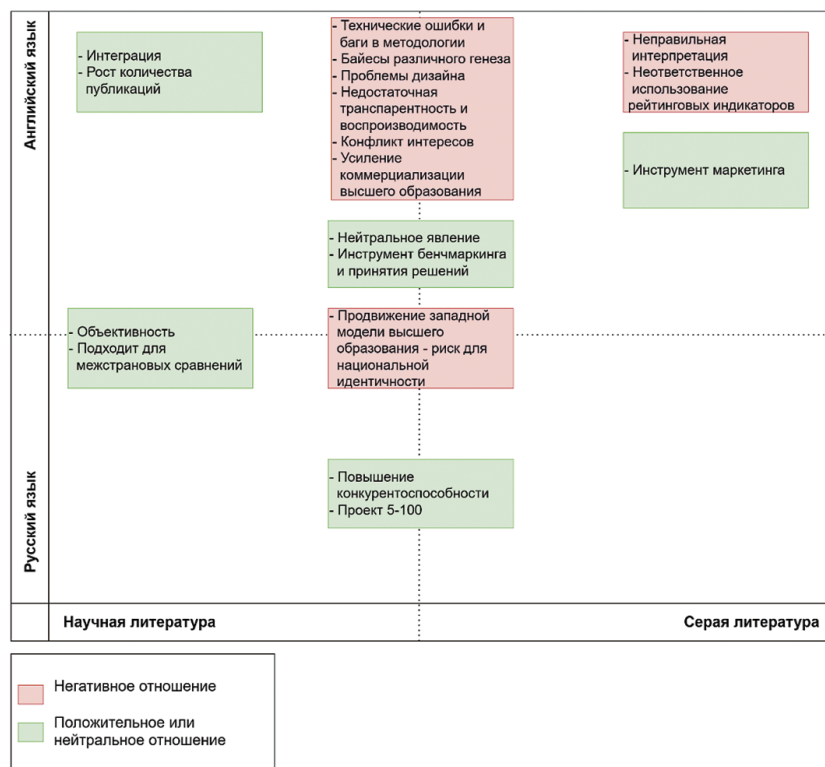 Английский язык
- Интеграция
- Рост количества
публикаций
- Технические ошибки и
баги в методологии
- Байесы различного генеза
- Проблемы дизайна
- Недостаточная
транспарентность и
воспроизводимость
- Конфликт интересов
- Усиление
коммерциализации
высшего образования
- Неправильная
интерпретация
- Неответственное
использование
рейтинговых индикаторов
- Инструмент маркетинга
- Нейтральное явление
- Инструмент бенчмаркинга
и принятия решений
- Объективность
- Подходит для
межстрановых сравнений
- Продвижение западной
модели высшего
образования - риск для
национальной
идентичности
Русский язык
- Повышение
конкурентоспособности
- Проект 5-100
Научная литература
Серая литература
Негативное отношение
Положительное или
нейтральное отношение